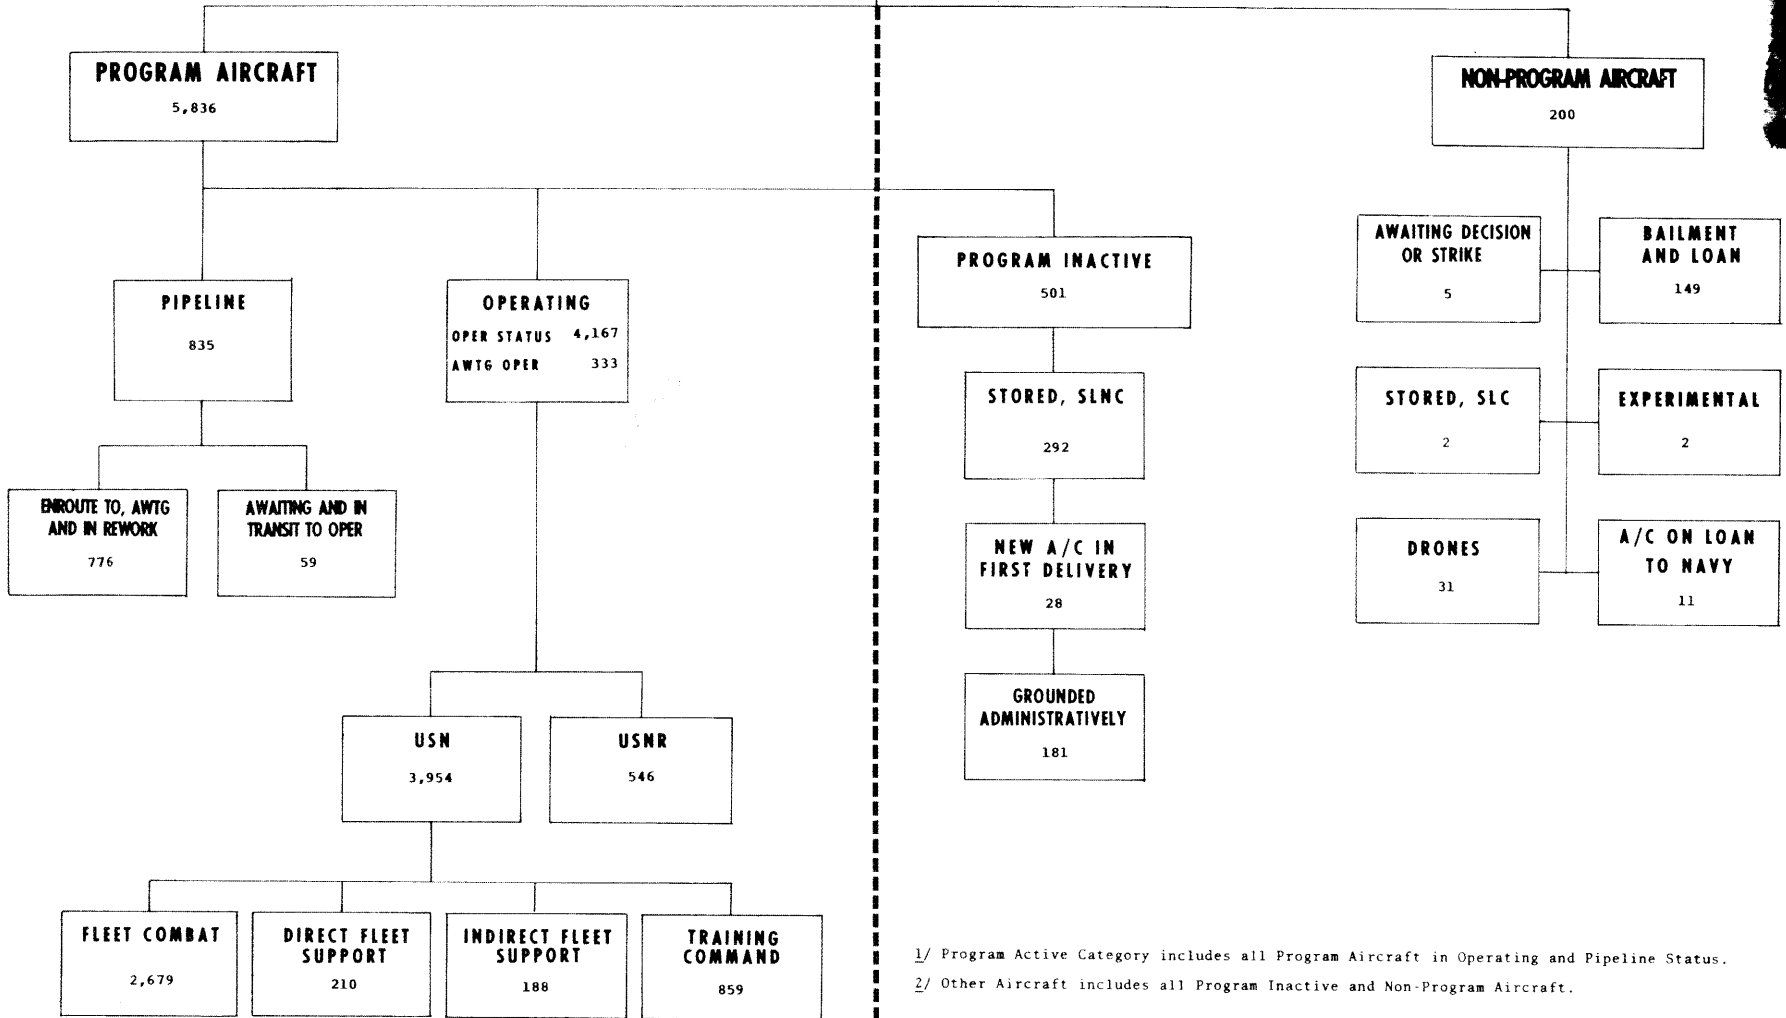 PROGRAM AIRCRAFT
5,836
NON-PROGRAM AIRCRAFT
200
PIPELINE
835
OPERATING
OPER STATUS 4,167
AWTG OPER 333
PROGRAM INACTIVE
501
AWAITING DECISION
OR STRIKE
5
BAILMENT
AND LOAN
149
STORED, SLNC
292
STORED, SLC
2
EXPERIMENTAL
2
ENROUTE TO, AWTG
AND IN REWORK
776
AWAITING AND IN
TRANSIT TO OPER
59
NEW A/C IN
FIRST DELIVERY
28
DRONES
31
A/C ON LOAN
TO NAVY
11
GROUNDED
ADMINISTRATIVELY
181
USN
3,954
USNR
546
FLEET COMBAT
2,679
DIRECT FLEET
SUPPORT
210
INDIRECT FLEET
SUPPORT
188
TRAINING
COMMAND
859
1/ Program Active Category includes all Program Aircraft in Operating and Pipeline Status.
2/ Other Aircraft includes all Program Inactive and Non-Program Aircraft.